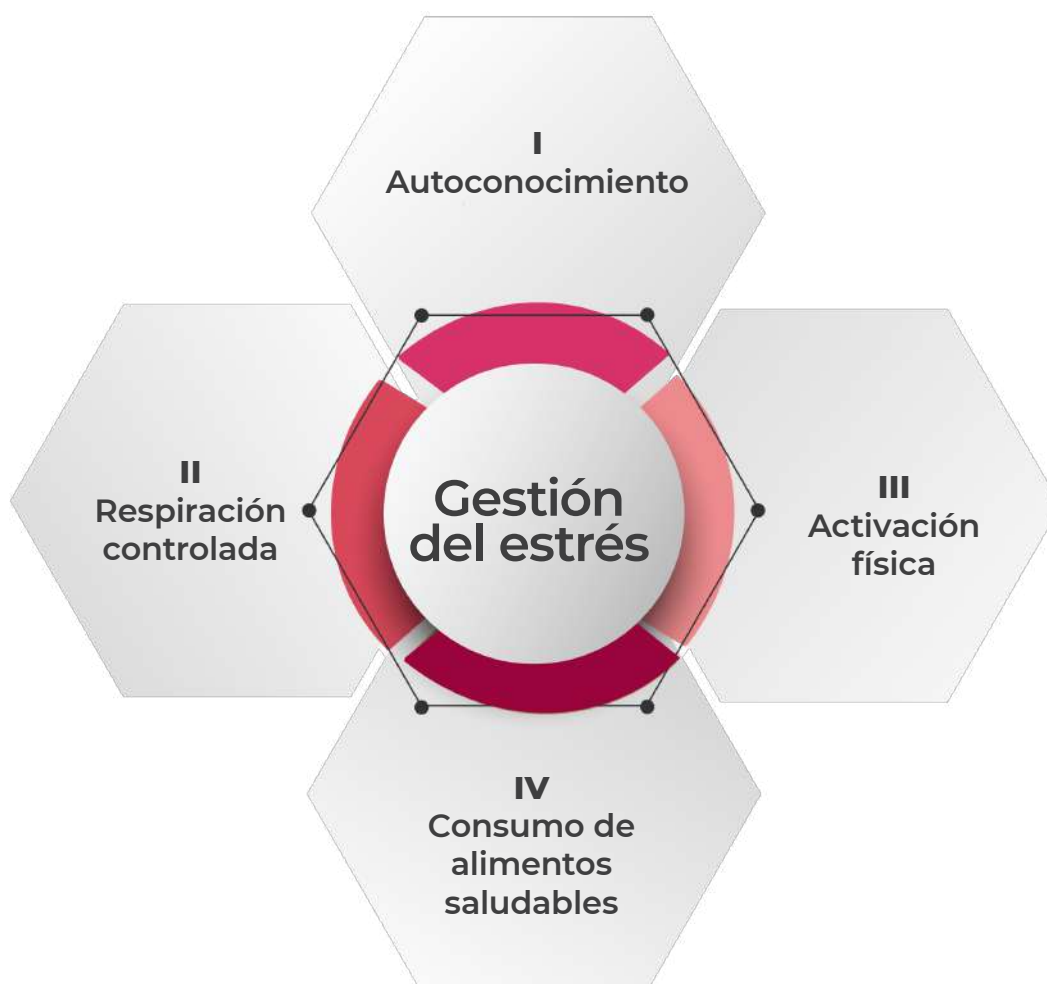 I
Autoconocimiento
II
Respiración
controlada
Gestión
del estrés
III
Activación
física
IV
Consumo de
alimentos
saludables